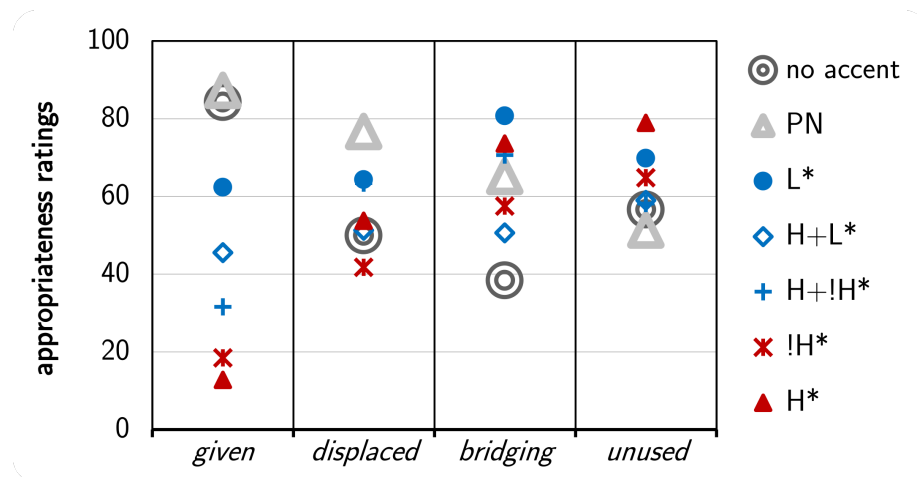 appropriateness ratings
100
80
60
40
20
0
given displaced bridging unused
no accent
PN
L*
H+L*
H+!H*
!H*
H*